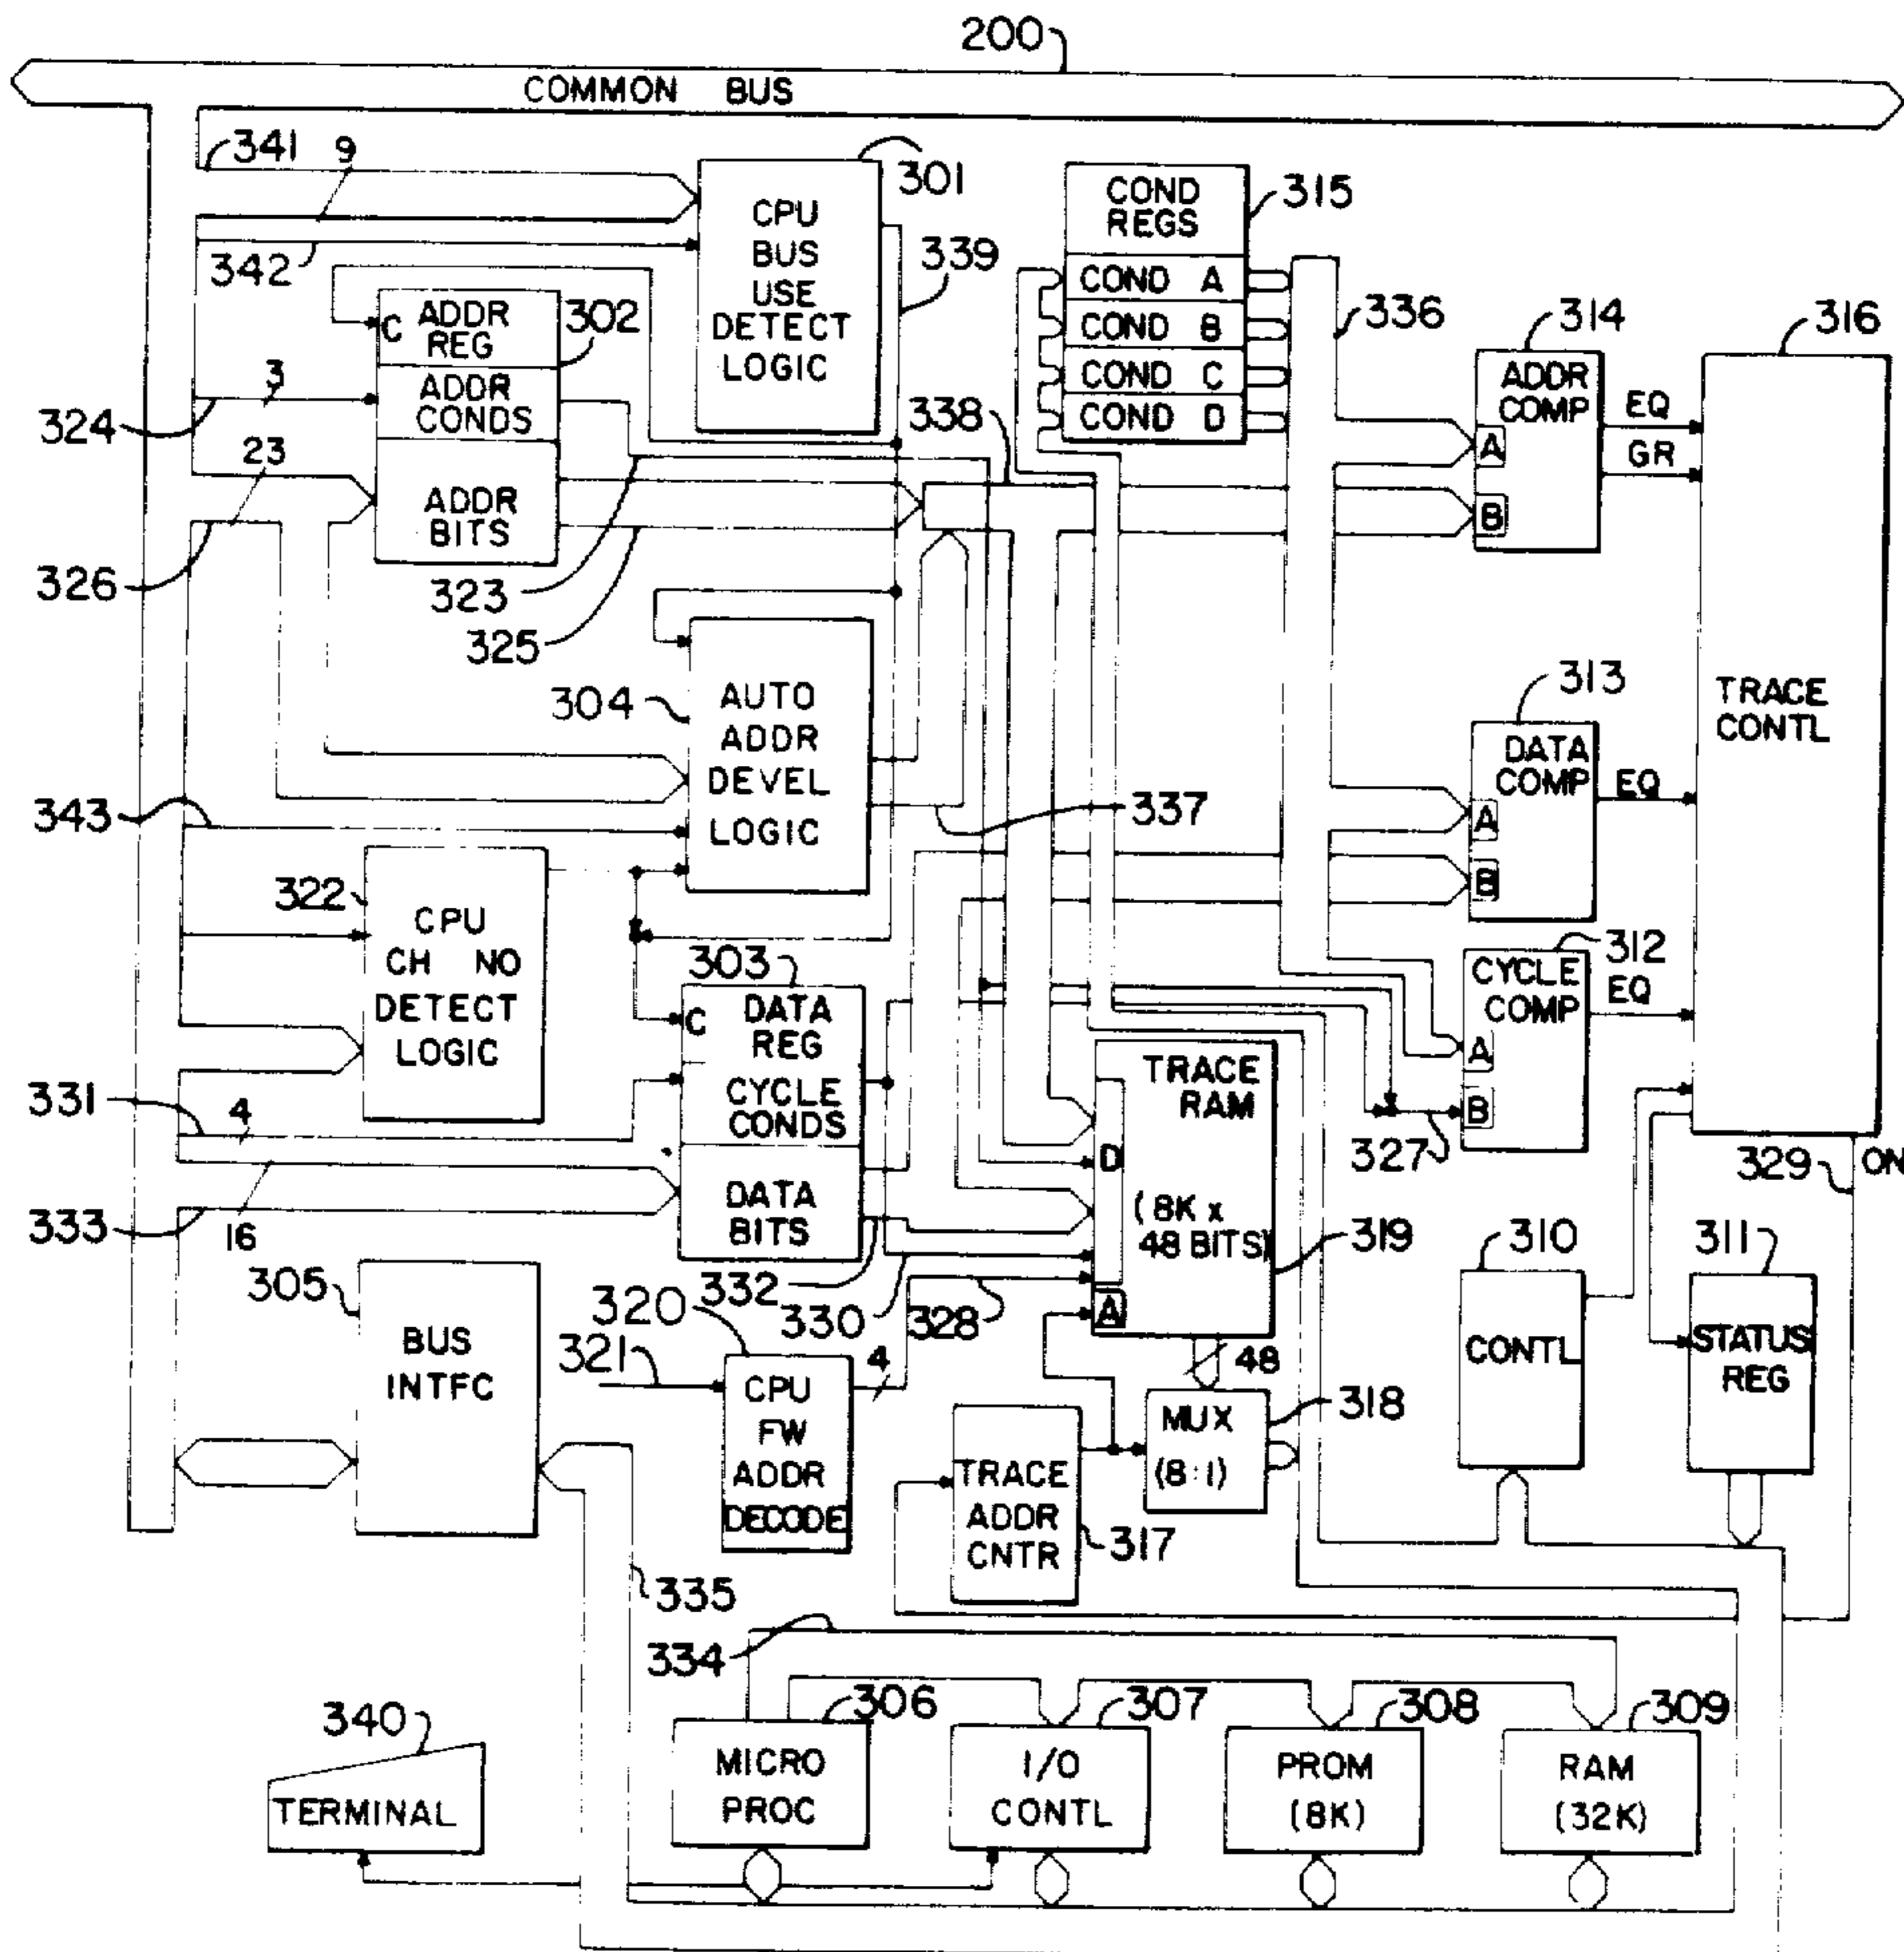 200
COMMON BUS
341
9
301
CPU
BUS
USE
DETECT
LOGIC
342
339
COND
REGS
315
COND A
COND B
COND C
COND D
336
314
ADDR
COMP
A
B
EQ
GR
316
TRACE
CONTL
C
ADDR
REG
302
ADDR
CONDS
ADDR
BITS
3
324
23
326
338
323
325
304
AUTO
ADDR
DEVEL
LOGIC
337
343
313
DATA
COMP
A
B
EQ
322
CPU
CH NO
DETECT
LOGIC
303
C
DATA
REG
CYCLE
CONDS
DATA
BITS
312
CYCLE
COMP
A
B
EQ
327
329
ON
331
4
333
16
TRACE
RAM
D
(8K x
48 BITS)
A
319
332
330
328
305
BUS
INTFC
320
321
CPU
FW
ADDR
DECODE
4
48
MUX
(8:1)
318
TRACE
ADDR
CNTR
317
310
CONTL
311
STATUS
REG
335
334
340
TERMINAL
306
MICRO
PROC
307
I/O
CONTL
308
PROM
(8K)
309
RAM
(32K)